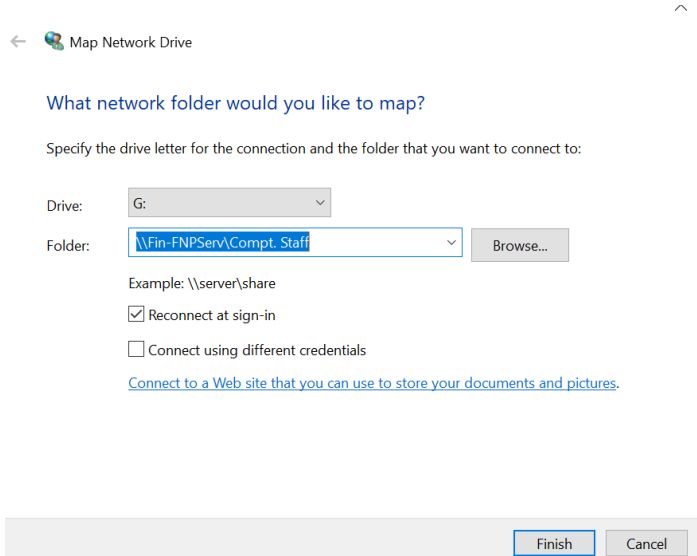 Map Network Drive
What network folder would you like to map?
Specify the drive letter for the connection and the folder that you want to connect to:
Drive: G:
Folder: \\Fin-FNPServ\Compt. Staff Browse...
Example: \\server\share
Reconnect at sign-in
Connect using different credentials
Connect to a Web site that you can use to store your documents and pictures.
Finish Cancel